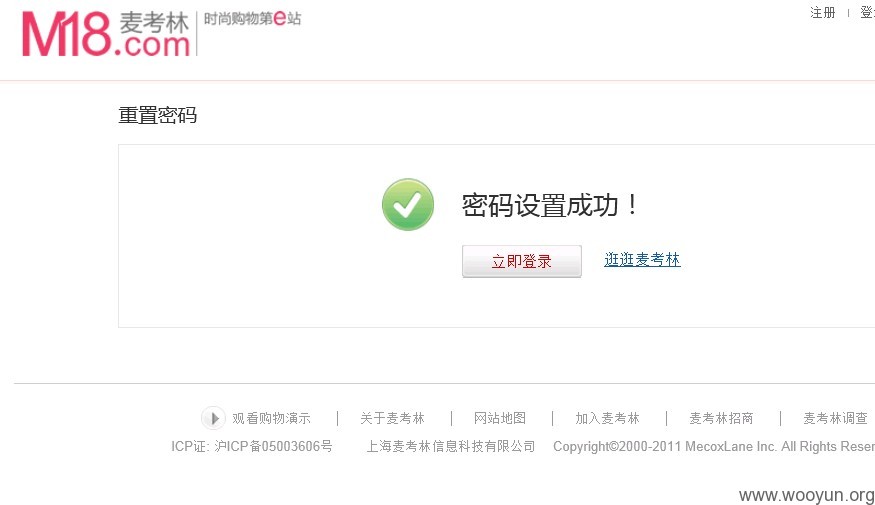 M18.com 麦考林 时尚购物第e站
注册 | 登
重置密码
密码设置成功！
立即登录 逛逛麦考林
观看购物演示 | 关于麦考林 | 网站地图 | 加入麦考林 | 麦考林招商 | 麦考林调查
ICP证: 沪ICP备05003606号 上海麦考林信息科技有限公司 Copyright©2000-2011 MecoxLane Inc. All Rights Reser
www.wooyun.org